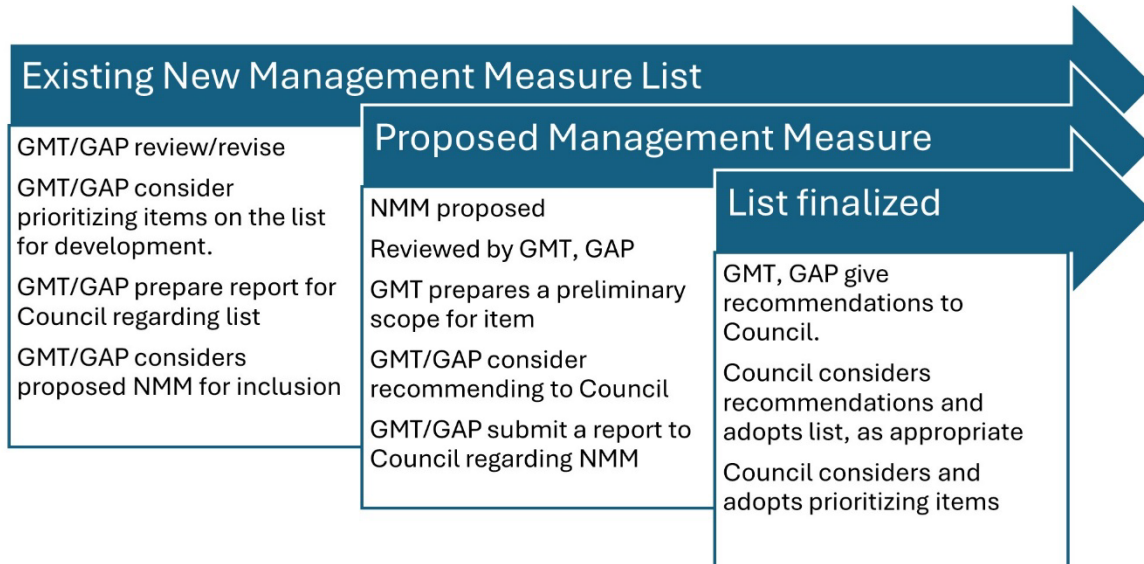 Existing New Management Measure List
GMT/GAP review/revise
GMT/GAP consider
prioritizing items on the list
for development.
GMT/GAP prepare report for
Council regarding list
GMT/GAP considers
proposed NMM for inclusion
Proposed Management Measure
NMM proposed
Reviewed by GMT, GAP
GMT prepares a preliminary
scope for item
GMT/GAP consider
recommending to Council
GMT/GAP submit a report to
Council regarding NMM
List finalized
GMT, GAP give
recommendations to
Council.
Council considers
recommendations and
adopts list, as appropriate
Council considers and
adopts prioritizing items